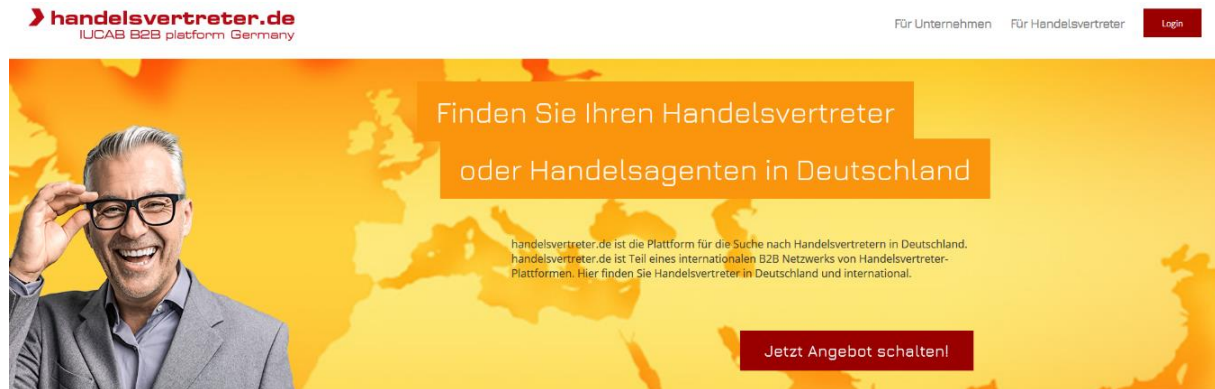 handelsvertreter.de
IUCAB B2B platform Germany
Für Unternehmen Für Handelsvertreter Login
Finden Sie Ihren Handelsvertreter
oder Handelsagenten in Deutschland
handelsvertreter.de ist die Plattform für die Suche nach Handelsvertretern in Deutschland.
handelsvertreter.de ist Teil eines internationalen B2B Netzwerks von Handelsvertreter-
Plattformen. Hier finden Sie Handelsvertreter in Deutschland und international.
Jetzt Angebot schalten!